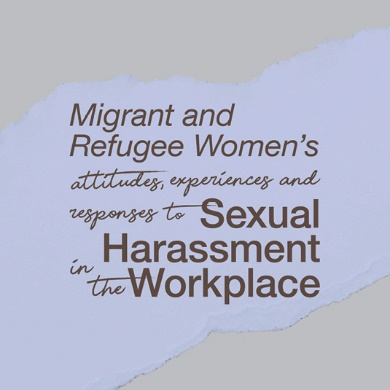 Migrant and
Refugee Women's
attitudes, experiences and
responses to Sexual
Harassment
in the Workplace